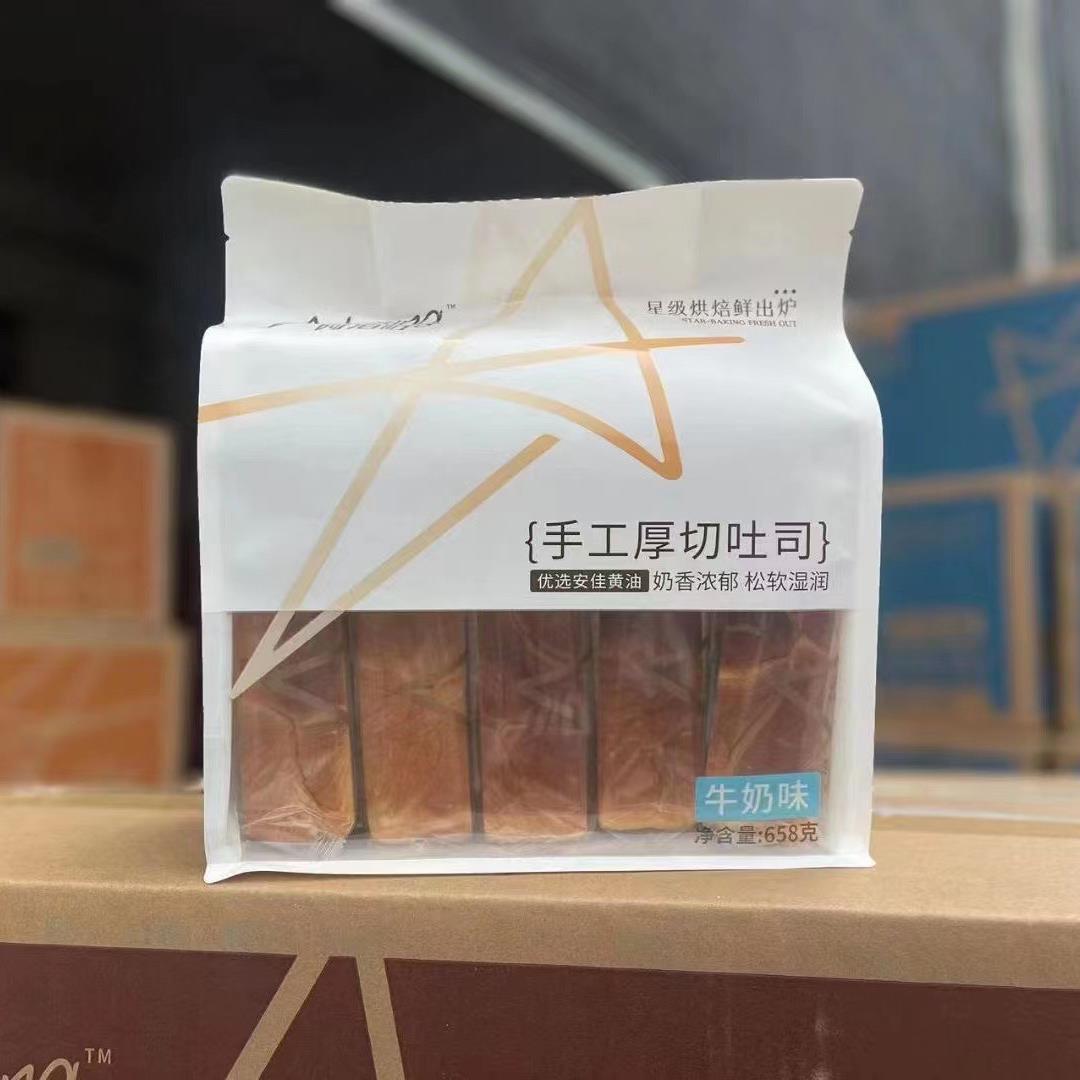 ™
星级烘焙鲜出炉
STAR-BAKING FRESH OUT
{手工厚切吐司}
优选安佳黄油 奶香浓郁 松软湿润
牛奶味
净含量:658克
TM